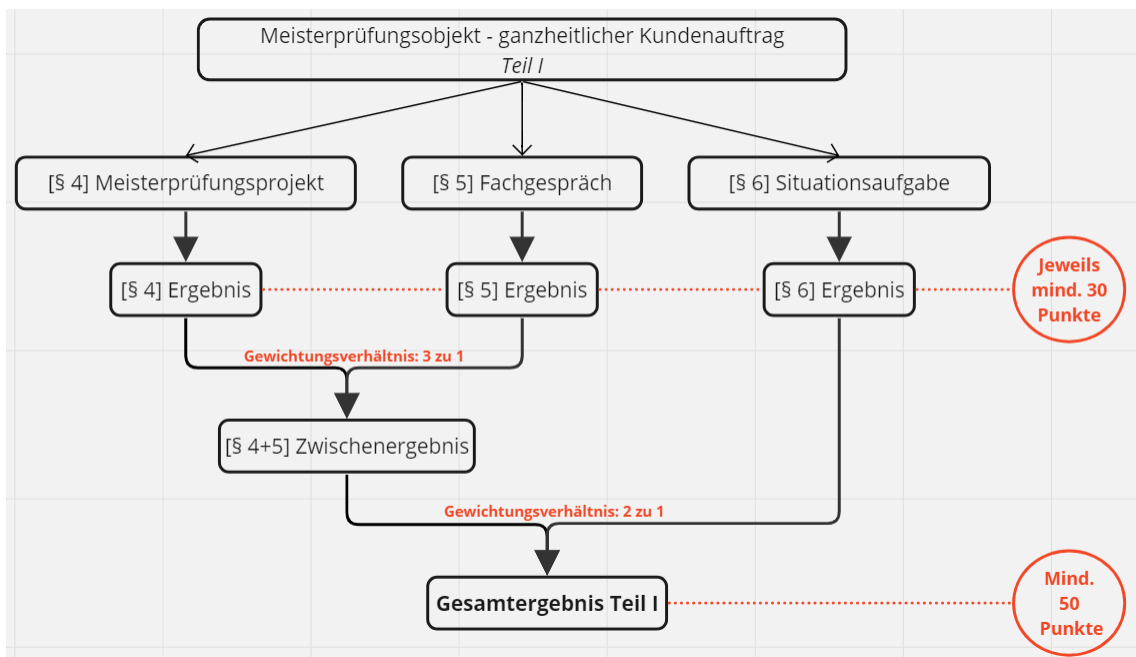 Meisterprüfungsobjekt - ganzheitlicher Kundenauftrag
Teil I
[§ 4] Meisterprüfungsprojekt
[§ 5] Fachgespräch
[§ 6] Situationsaufgabe
[§ 4] Ergebnis
[§ 5] Ergebnis
[§ 6] Ergebnis
Jeweils
mind. 30
Punkte
Gewichtungsverhältnis: 3 zu 1
[§ 4+5] Zwischenergebnis
Gewichtungsverhältnis: 2 zu 1
Gesamtergebnis Teil I
Mind.
50
Punkte